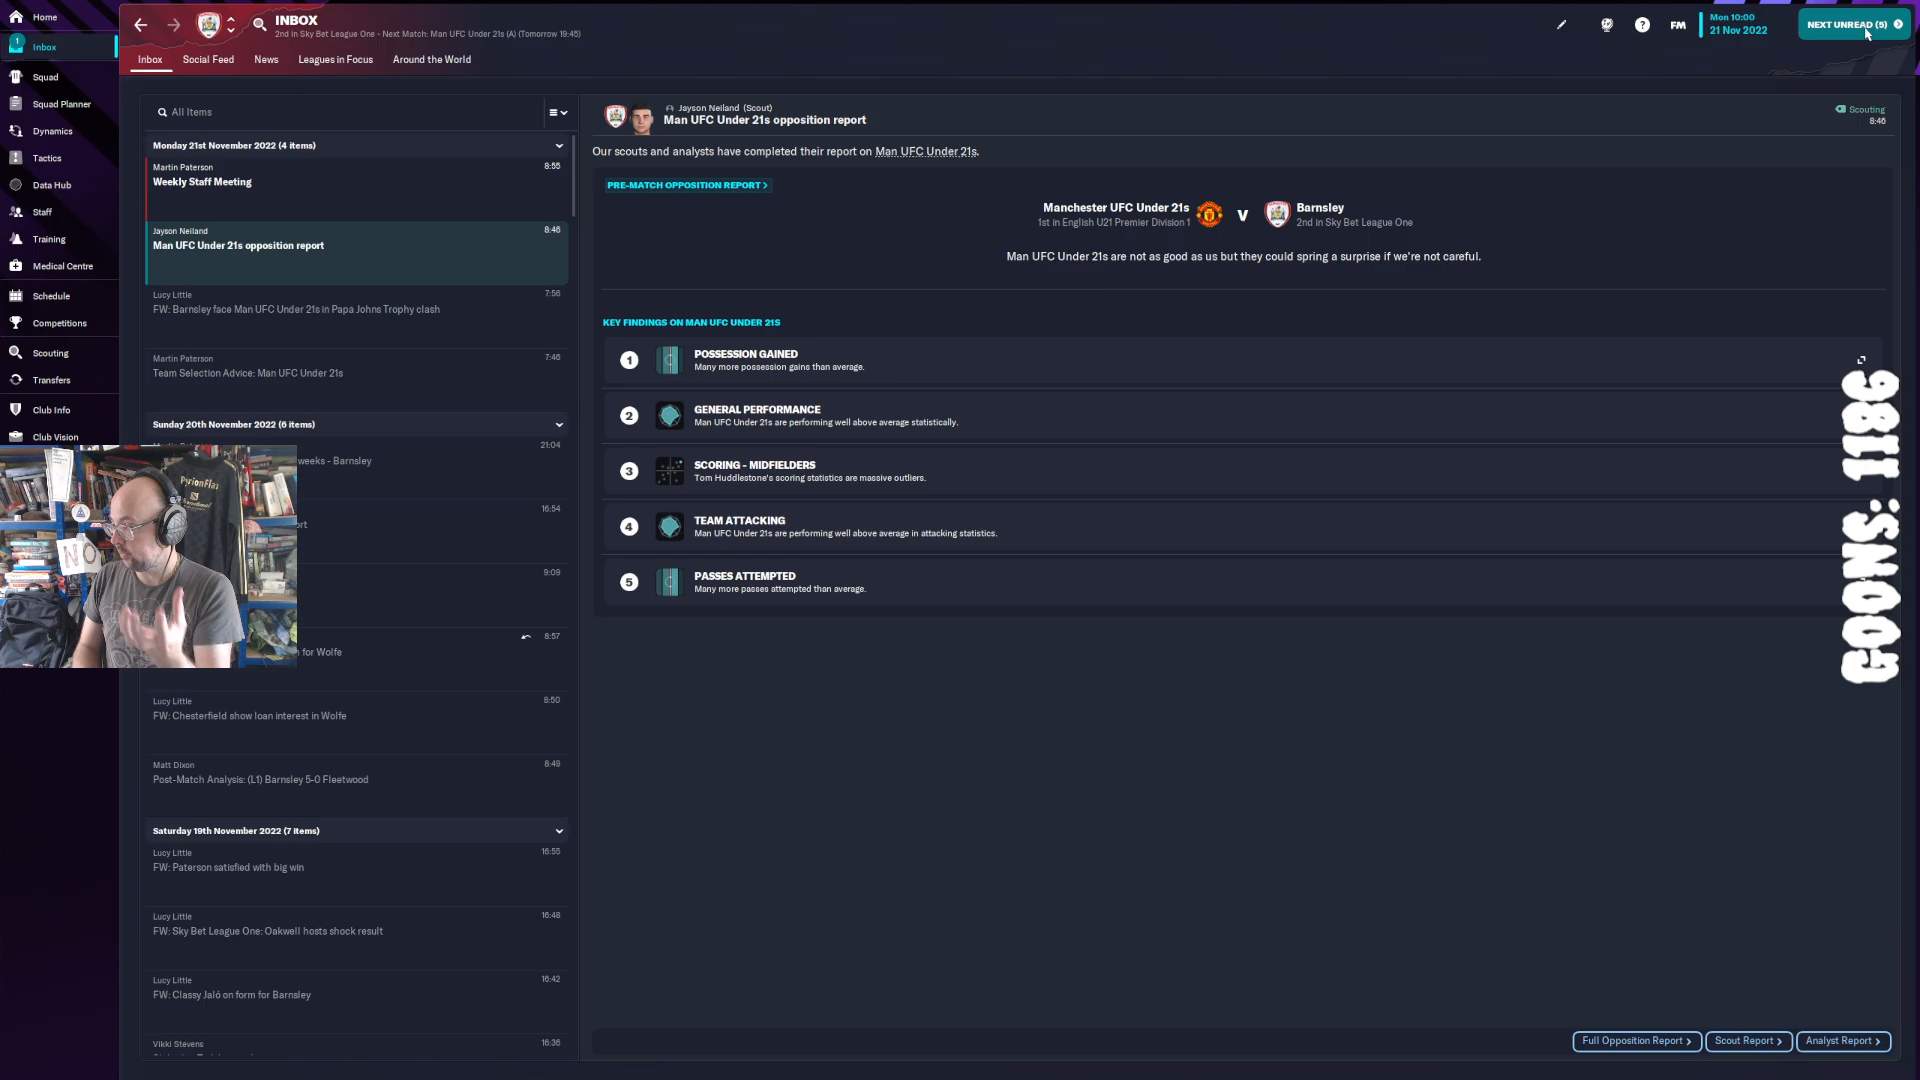 Home
1
Inbox
Squad
Squad Planner
Dynamics
Tactics
Data Hub
Staff
Training
Medical Centre
Schedule
Competitions
Scouting
Transfers
Club Info
Club Vision
INBOX
2nd in Sky Bet League One - Next Match: Man UFC Under 21s (A) (Tomorrow 19:45)
FM
Mon 10:00
21 Nov 2022
NEXT UNREAD (5)
Inbox
Social Feed
News
Leagues in Focus
Around the World
All Items
Monday 21st November 2022 (4 items)
Martin Paterson
8:55
Weekly Staff Meeting
Jayson Neiland
8:46
Man UFC Under 21s opposition report
Lucy Little
7:56
FW: Barnsley face Man UFC Under 21s in Papa Johns Trophy clash
Martin Paterson
7:46
Team Selection Advice: Man UFC Under 21s
Sunday 20th November 2022 (6 items)
21:04
weeks - Barnsley
16:54
ort
9:09
8:57
for Wolfe
Lucy Little
8:50
FW: Chesterfield show loan interest in Wolfe
Matt Dixon
8:49
Post-Match Analysis: (L1) Barnsley 5-0 Fleetwood
Saturday 19th November 2022 (7 items)
Lucy Little
16:55
FW: Paterson satisfied with big win
Lucy Little
16:48
FW: Sky Bet League One: Oakwell hosts shock result
Lucy Little
16:42
FW: Classy Jaló on form for Barnsley
Vikki Stevens
16:36
Jayson Neiland (Scout)
Man UFC Under 21s opposition report
Scouting
8:46
Our scouts and analysts have completed their report on Man UFC Under 21s.
PRE-MATCH OPPOSITION REPORT >
Manchester UFC Under 21s
1st in English U21 Premier Division 1
V
Barnsley
2nd in Sky Bet League One
Man UFC Under 21s are not as good as us but they could spring a surprise if we're not careful.
KEY FINDINGS ON MAN UFC UNDER 21S
1
POSSESSION GAINED
Many more possession gains than average.
2
GENERAL PERFORMANCE
Man UFC Under 21s are performing well above average statistically.
3
SCORING - MIDFIELDERS
Tom Huddlestone's scoring statistics are massive outliers.
4
TEAM ATTACKING
Man UFC Under 21s are performing well above average in attacking statistics.
5
PASSES ATTEMPTED
Many more passes attempted than average.
Full Opposition Report >
Scout Report >
Analyst Report >
GOONS: 1186
PyrionFlax
NO